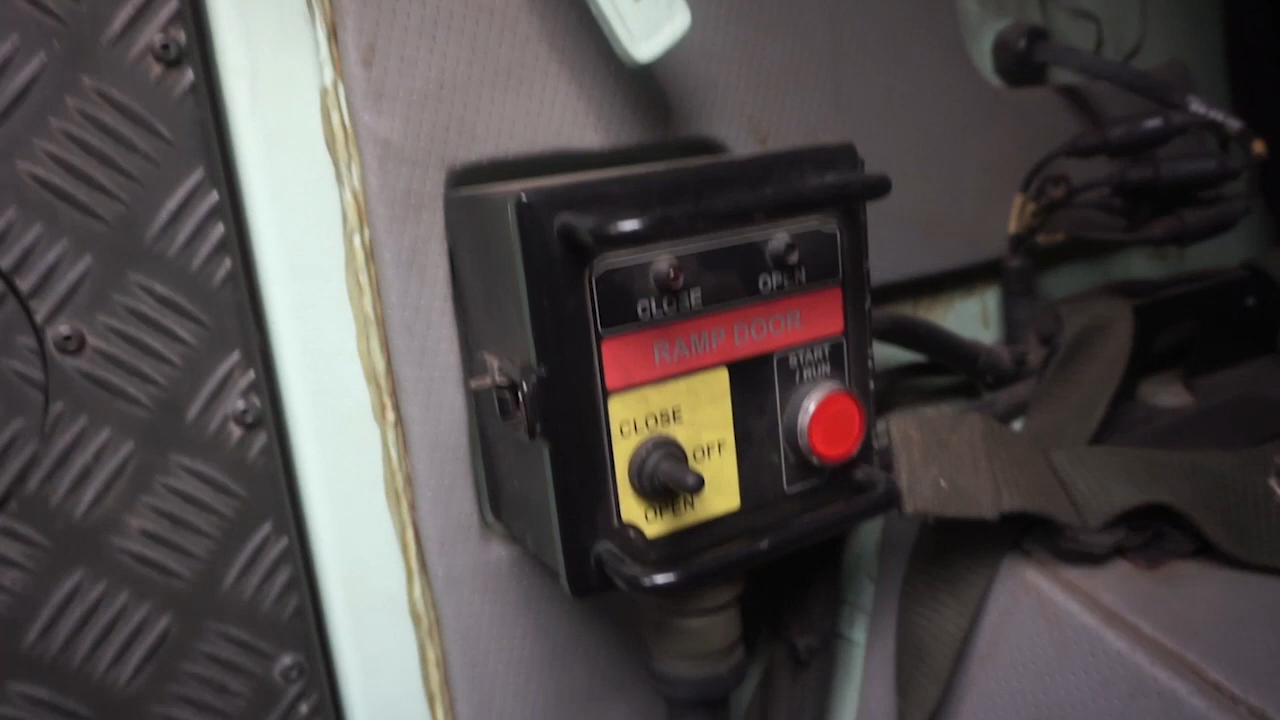 CLOSE
OPEN
RAMP DOOR
START
/ RUN
CLOSE
OFF
OPEN